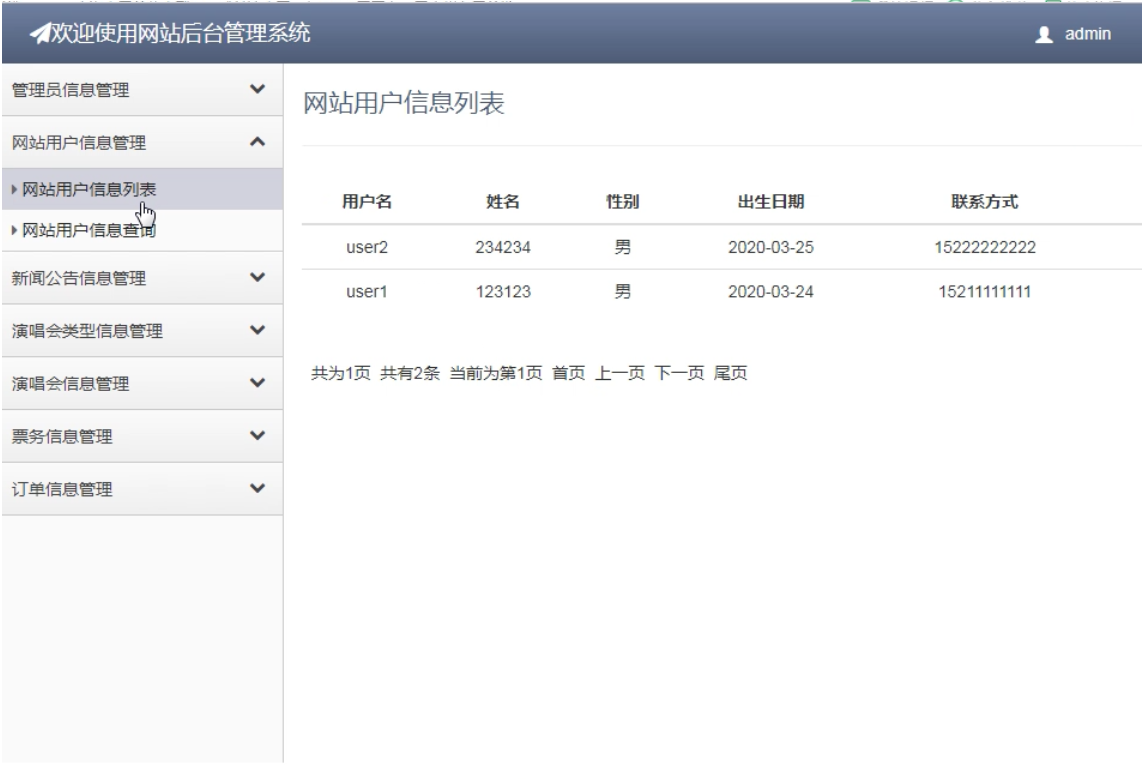 欢迎使用网站后台管理系统
admin
管理员信息管理
网站用户信息管理
网站用户信息列表
网站用户信息查询
新闻公告信息管理
演唱会类型信息管理
演唱会信息管理
票务信息管理
订单信息管理
网站用户信息列表
用户名 姓名 性别 出生日期 联系方式
user2 234234 男 2020-03-25 15222222222
user1 123123 男 2020-03-24 15211111111
共为1页 共有2条 当前为第1页 首页 上一页 下一页 尾页